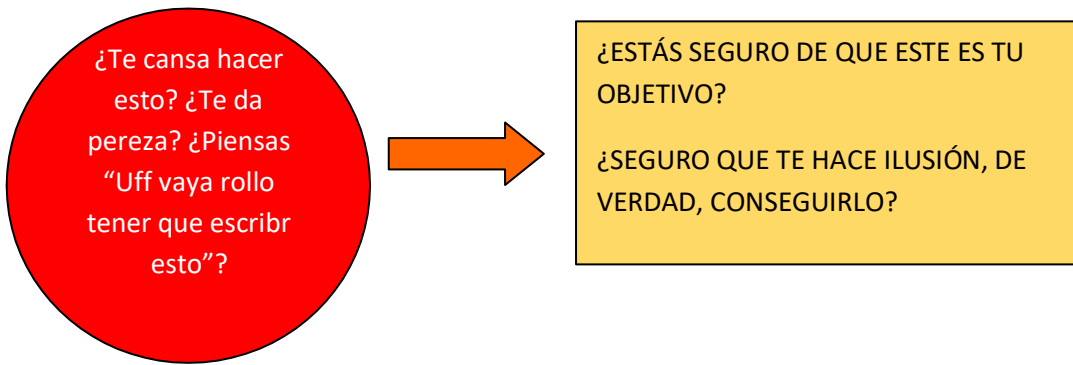 ¿Te cansa hacer
esto? ¿Te da
pereza? ¿Piensas
“Uff vaya rollo
tener que escribr
esto”?
¿ESTÁS SEGURO DE QUE ESTE ES TU
OBJETIVO?
¿SEGURO QUE TE HACE ILUSIÓN, DE
VERDAD, CONSEGUIRLO?